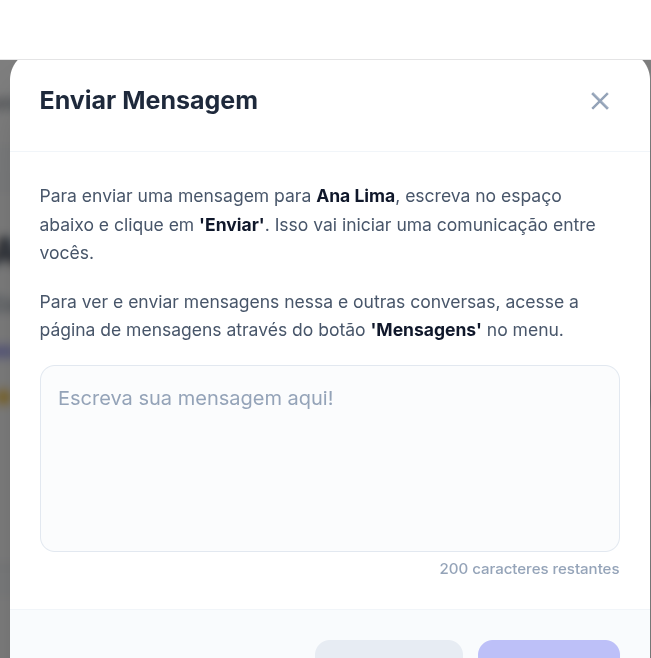 Enviar Mensagem
Para enviar uma mensagem para Ana Lima, escreva no espaço
abaixo e clique em 'Enviar'. Isso vai iniciar uma comunicação entre
vocês.
Para ver e enviar mensagens nessa e outras conversas, acesse a
página de mensagens através do botão 'Mensagens' no menu.
Escreva sua mensagem aqui!
200 caracteres restantes